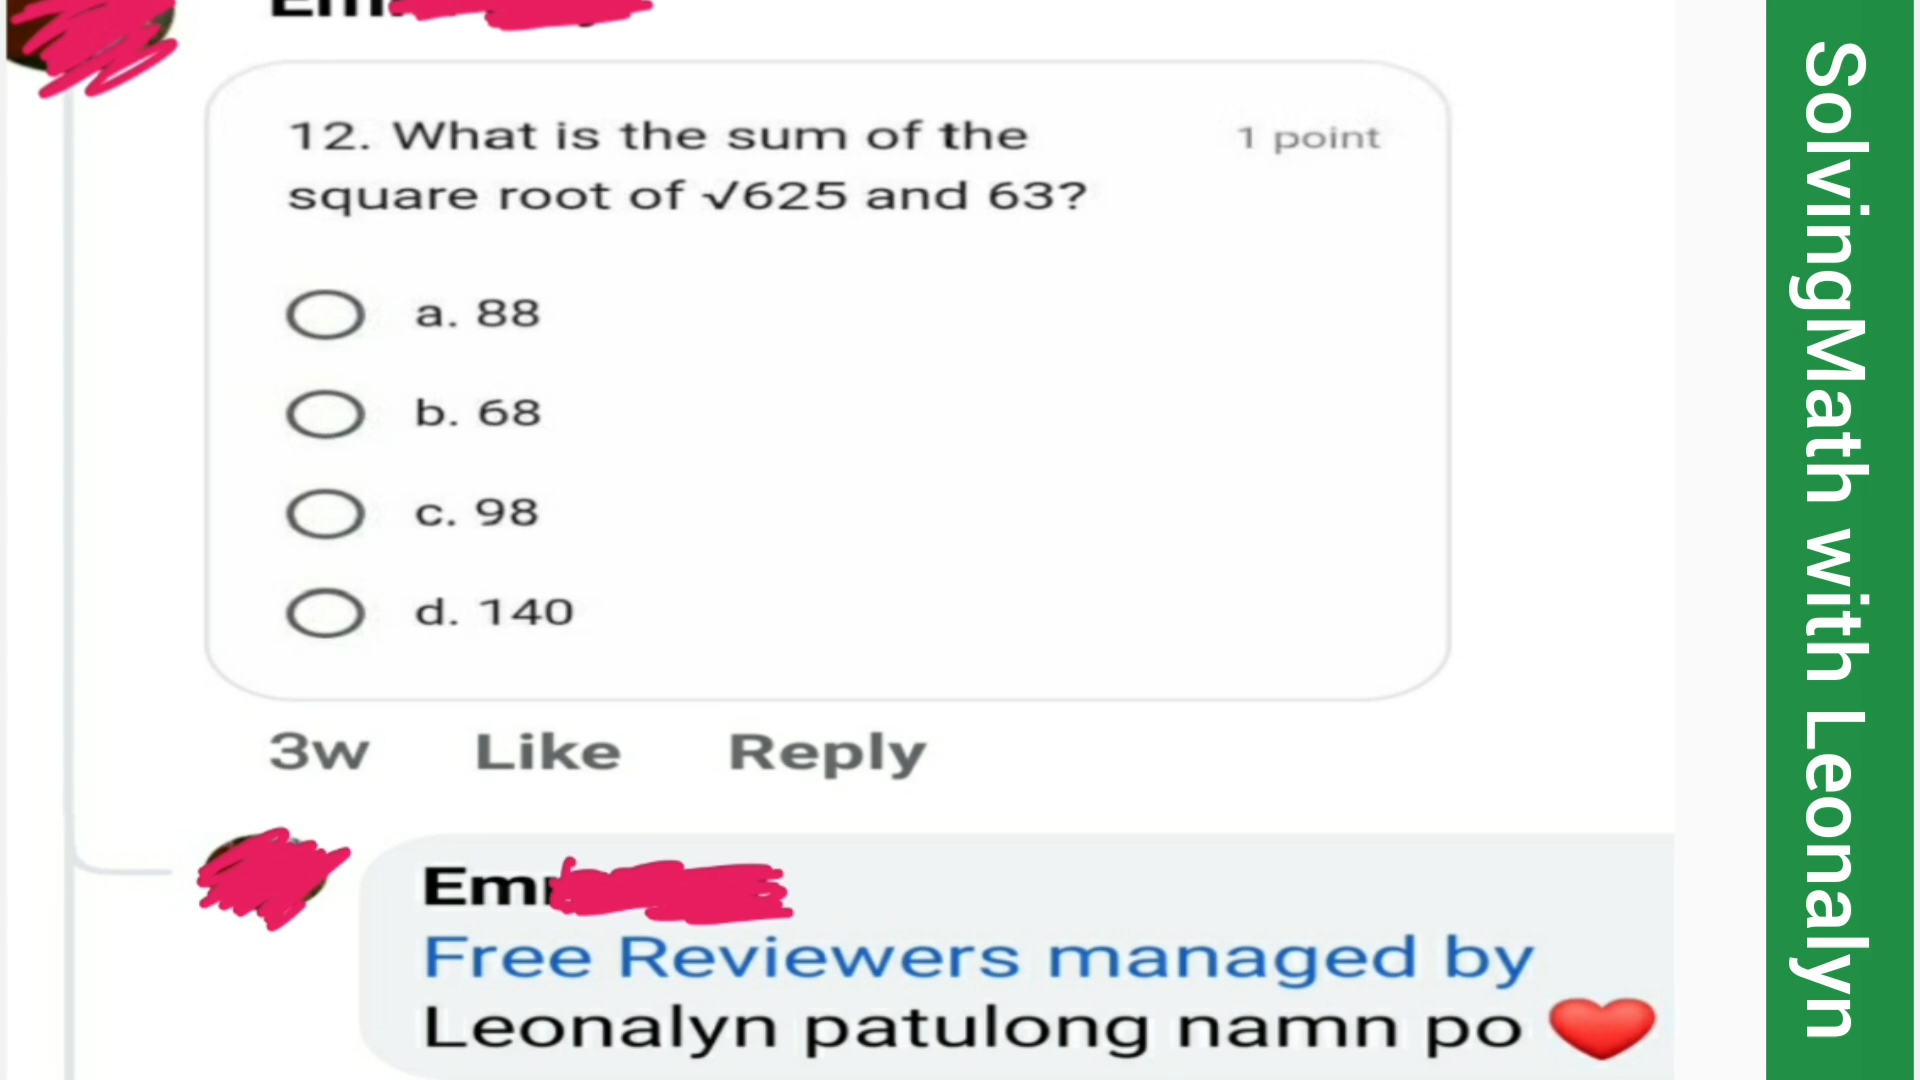 12. What is the sum of the
1 point
square root of √625 and 63?
a. 88
b. 68
c. 98
d. 140
3w Like Reply
Free Reviewers managed by
Leonalyn patulong namn po
SolvingMath with Leonalyn